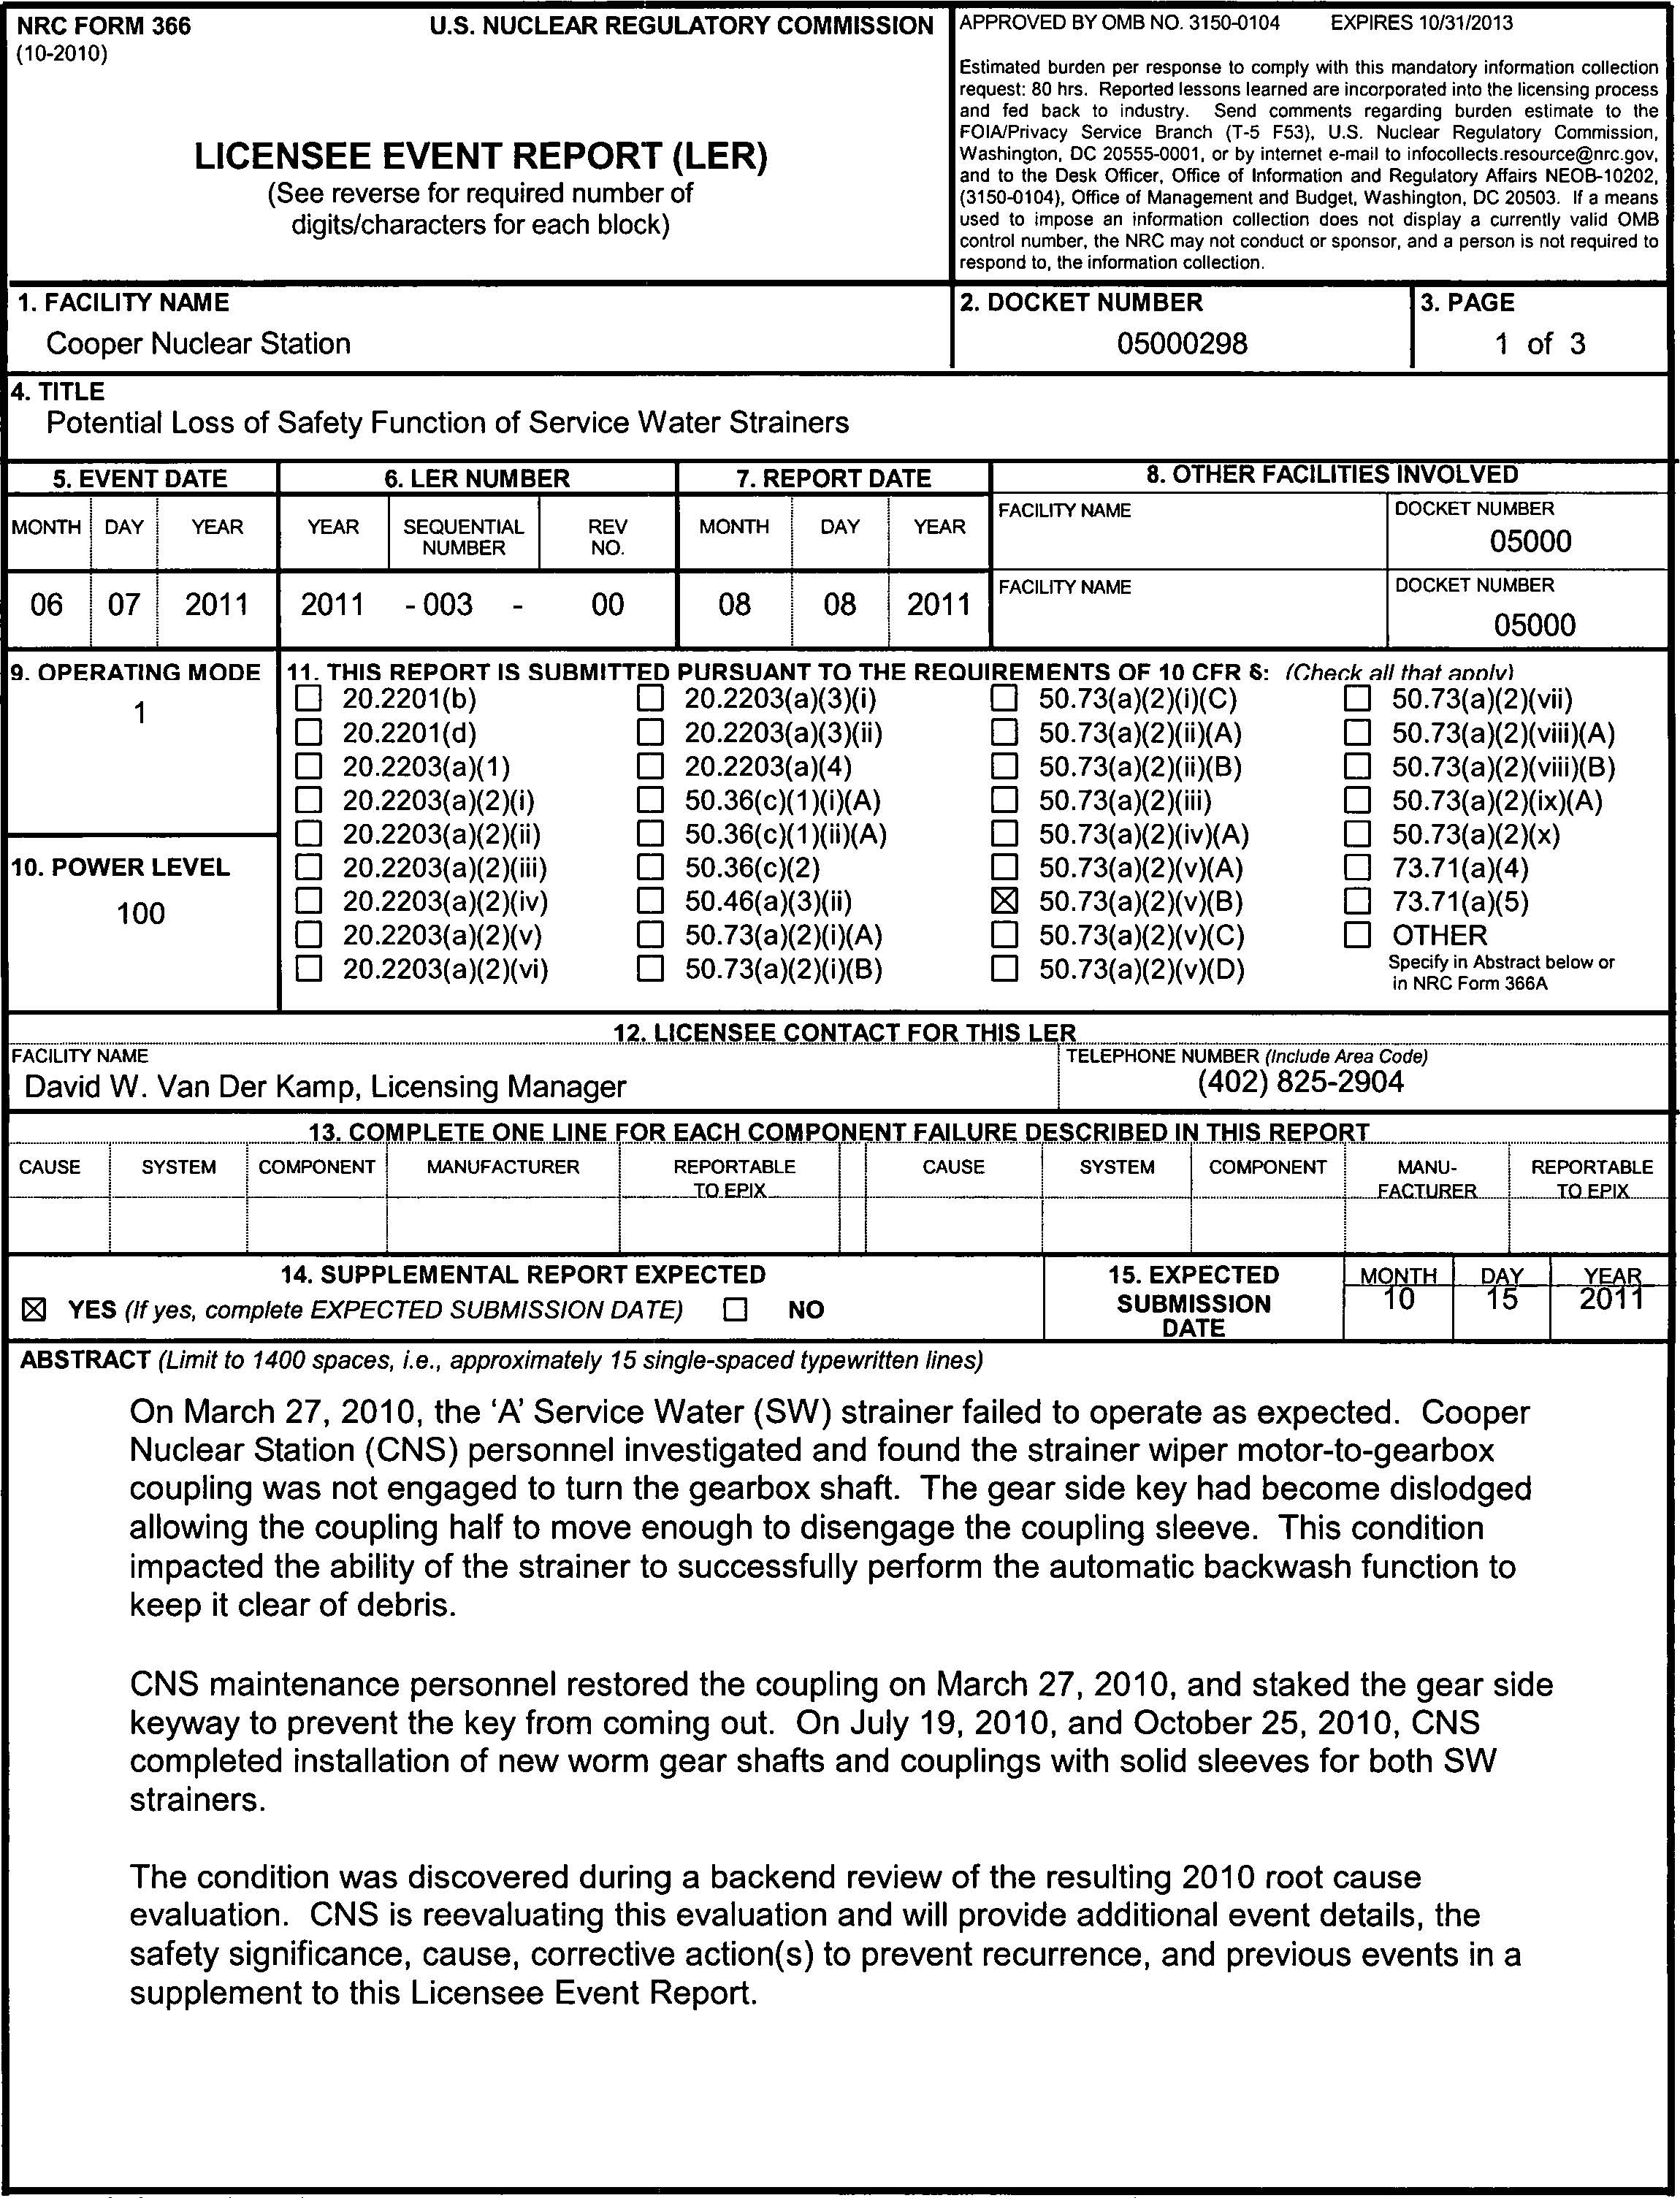 NRC FORM 366 U.S. NUCLEAR REGULATORY COMMISSION
(10-2010)
LICENSEE EVENT REPORT (LER)
(See reverse for required number of
digits/characters for each block)
APPROVED BY OMB NO. 3150-0104 EXPIRES 10/31/2013
Estimated burden per response to comply with this mandatory information collection
request: 80 hrs. Reported lessons learned are incorporated into the licensing process
and fed back to industry. Send comments regarding burden estimate to the
FOIA/Privacy Service Branch (T-5 F53), U.S. Nuclear Regulatory Commission,
Washington, DC 20555-0001, or by internet e-mail to infocollects.resource@nrc.gov,
and to the Desk Officer, Office of Information and Regulatory Affairs NEOB-10202,
(3150-0104), Office of Management and Budget, Washington, DC 20503. If a means
used to impose an information collection does not display a currently valid OMB
control number, the NRC may not conduct or sponsor, and a person is not required to
respond to, the information collection.
1. FACILITY NAME
Cooper Nuclear Station
2. DOCKET NUMBER
05000298
3. PAGE
1 of 3
4. TITLE
Potential Loss of Safety Function of Service Water Strainers
5. EVENT DATE 6. LER NUMBER 7. REPORT DATE 8. OTHER FACILITIES INVOLVED
MONTH DAY YEAR YEAR SEQUENTIAL NUMBER REV NO. MONTH DAY YEAR
FACILITY NAME DOCKET NUMBER
05000
06 07 2011 2011 - 003 - 00 08 08 2011
FACILITY NAME DOCKET NUMBER
05000
9. OPERATING MODE
1
10. POWER LEVEL
100
11. THIS REPORT IS SUBMITTED PURSUANT TO THE REQUIREMENTS OF 10 CFR §: (Check all that apply)
☐ 20.2201(b) ☐ 20.2203(a)(3)(i) ☐ 50.73(a)(2)(i)(C) ☐ 50.73(a)(2)(vii)
☐ 20.2201(d) ☐ 20.2203(a)(3)(ii) ☐ 50.73(a)(2)(ii)(A) ☐ 50.73(a)(2)(viii)(A)
☐ 20.2203(a)(1) ☐ 20.2203(a)(4) ☐ 50.73(a)(2)(ii)(B) ☐ 50.73(a)(2)(viii)(B)
☐ 20.2203(a)(2)(i) ☐ 50.36(c)(1)(i)(A) ☐ 50.73(a)(2)(iii) ☐ 50.73(a)(2)(ix)(A)
☐ 20.2203(a)(2)(ii) ☐ 50.36(c)(1)(ii)(A) ☐ 50.73(a)(2)(iv)(A) ☐ 50.73(a)(2)(x)
☐ 20.2203(a)(2)(iii) ☐ 50.36(c)(2) ☐ 50.73(a)(2)(v)(A) ☐ 73.71(a)(4)
☐ 20.2203(a)(2)(iv) ☐ 50.46(a)(3)(ii) ☒ 50.73(a)(2)(v)(B) ☐ 73.71(a)(5)
☐ 20.2203(a)(2)(v) ☐ 50.73(a)(2)(i)(A) ☐ 50.73(a)(2)(v)(C) ☐ OTHER
☐ 20.2203(a)(2)(vi) ☐ 50.73(a)(2)(i)(B) ☐ 50.73(a)(2)(v)(D) Specify in Abstract below or
in NRC Form 366A
12. LICENSEE CONTACT FOR THIS LER
FACILITY NAME TELEPHONE NUMBER (Include Area Code)
David W. Van Der Kamp, Licensing Manager (402) 825-2904
13. COMPLETE ONE LINE FOR EACH COMPONENT FAILURE DESCRIBED IN THIS REPORT
CAUSE SYSTEM COMPONENT MANUFACTURER REPORTABLE TO EPIX CAUSE SYSTEM COMPONENT MANU-FACTURER REPORTABLE TO EPIX
14. SUPPLEMENTAL REPORT EXPECTED
☒ YES (If yes, complete EXPECTED SUBMISSION DATE) ☐ NO
15. EXPECTED
SUBMISSION
DATE
MONTH DAY YEAR
10 15 2011
ABSTRACT (Limit to 1400 spaces, i.e., approximately 15 single-spaced typewritten lines)
On March 27, 2010, the ‘A’ Service Water (SW) strainer failed to operate as expected. Cooper
Nuclear Station (CNS) personnel investigated and found the strainer wiper motor-to-gearbox
coupling was not engaged to turn the gearbox shaft. The gear side key had become dislodged
allowing the coupling half to move enough to disengage the coupling sleeve. This condition
impacted the ability of the strainer to successfully perform the automatic backwash function to
keep it clear of debris.
CNS maintenance personnel restored the coupling on March 27, 2010, and staked the gear side
keyway to prevent the key from coming out. On July 19, 2010, and October 25, 2010, CNS
completed installation of new worm gear shafts and couplings with solid sleeves for both SW
strainers.
The condition was discovered during a backend review of the resulting 2010 root cause
evaluation. CNS is reevaluating this evaluation and will provide additional event details, the
safety significance, cause, corrective action(s) to prevent recurrence, and previous events in a
supplement to this Licensee Event Report.